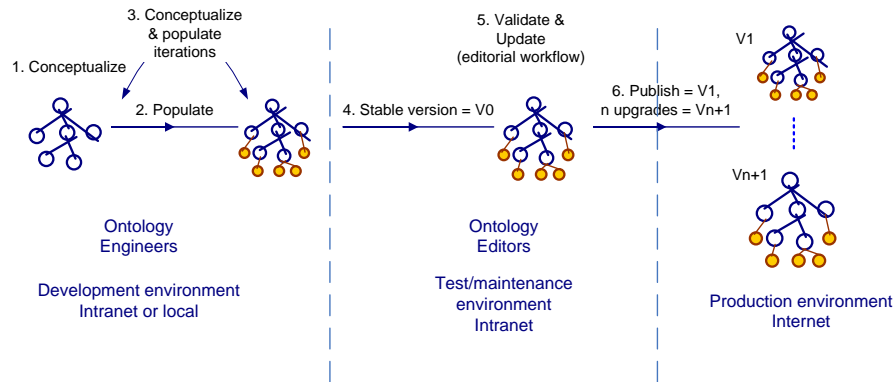 3. Conceptualize
& populate
iterations
1. Conceptualize
2. Populate
4. Stable version = V0
5. Validate &
Update
(editorial workflow)
6. Publish = V1,
n upgrades = Vn+1
V1
Vn+1
Ontology
Engineers
Development environment
Intranet or local
Ontology
Editors
Test/maintenance
environment
Intranet
Production environment
Internet